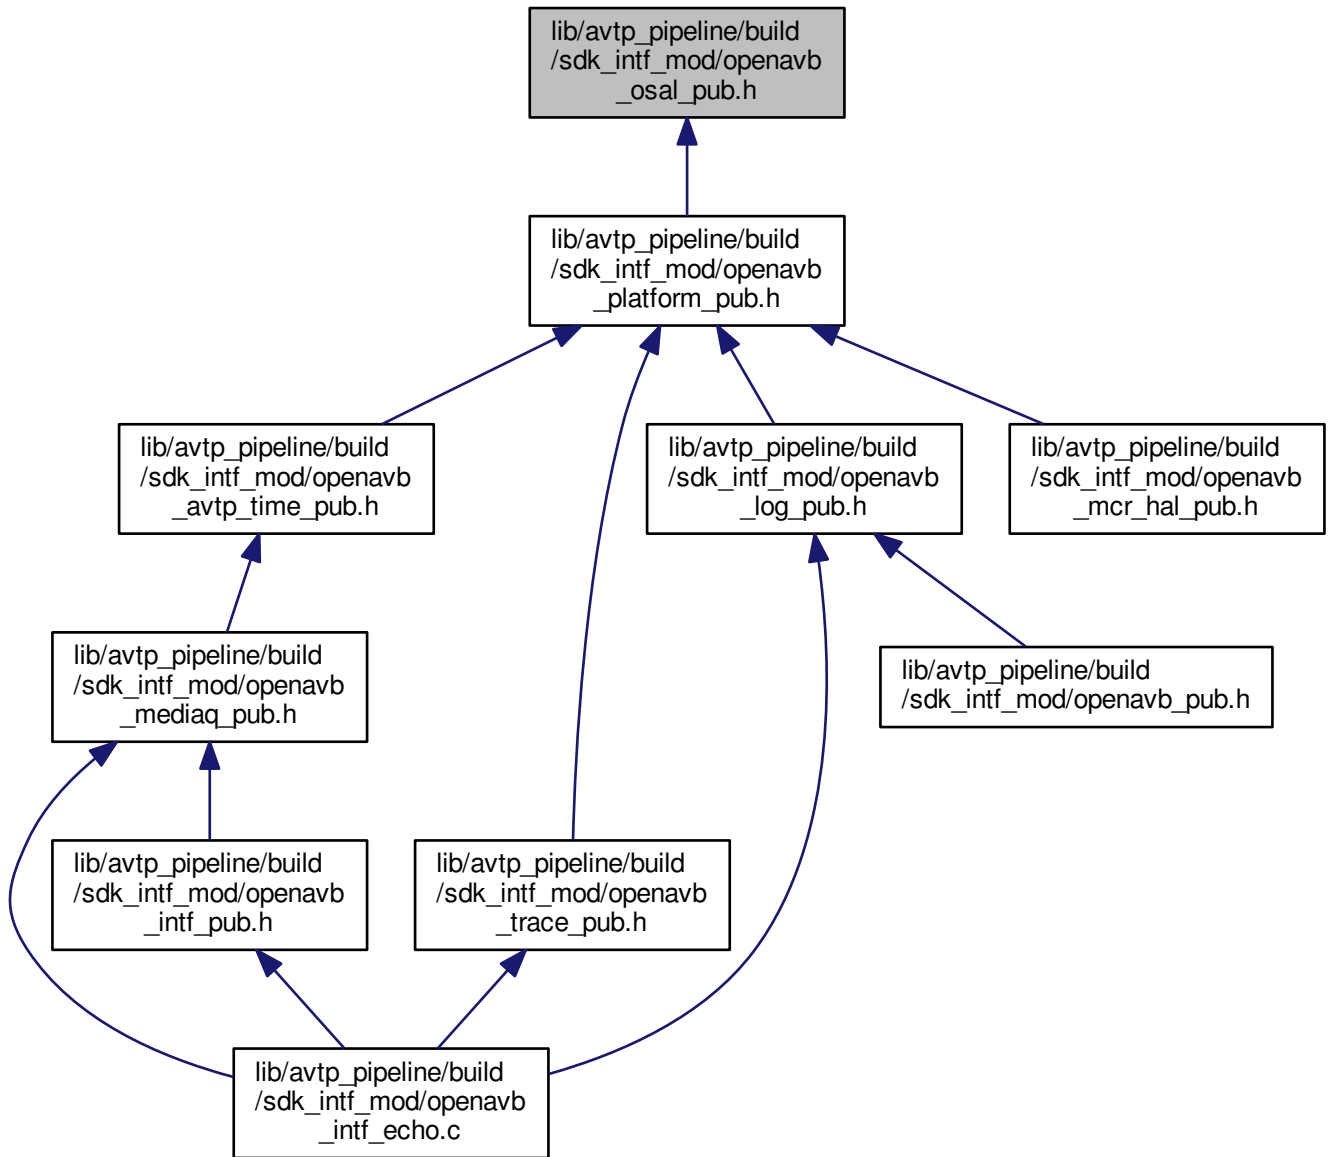 lib/avtp_pipeline/build
/sdk_intf_mod/openavb
_osal_pub.h
lib/avtp_pipeline/build
/sdk_intf_mod/openavb
_platform_pub.h
lib/avtp_pipeline/build
/sdk_intf_mod/openavb
_avtp_time_pub.h
lib/avtp_pipeline/build
/sdk_intf_mod/openavb
_log_pub.h
lib/avtp_pipeline/build
/sdk_intf_mod/openavb
_mcr_hal_pub.h
lib/avtp_pipeline/build
/sdk_intf_mod/openavb
_mediaq_pub.h
lib/avtp_pipeline/build
/sdk_intf_mod/openavb_pub.h
lib/avtp_pipeline/build
/sdk_intf_mod/openavb
_intf_pub.h
lib/avtp_pipeline/build
/sdk_intf_mod/openavb
_trace_pub.h
lib/avtp_pipeline/build
/sdk_intf_mod/openavb
_intf_echo.c